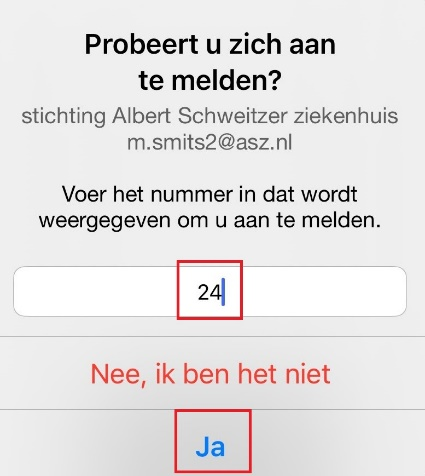 Probeert u zich aan
te melden?
stichting Albert Schweitzer ziekenhuis
m.smits2@asz.nl
Voer het nummer in dat wordt
weergegeven om u aan te melden.
24
Nee, ik ben het niet
Ja